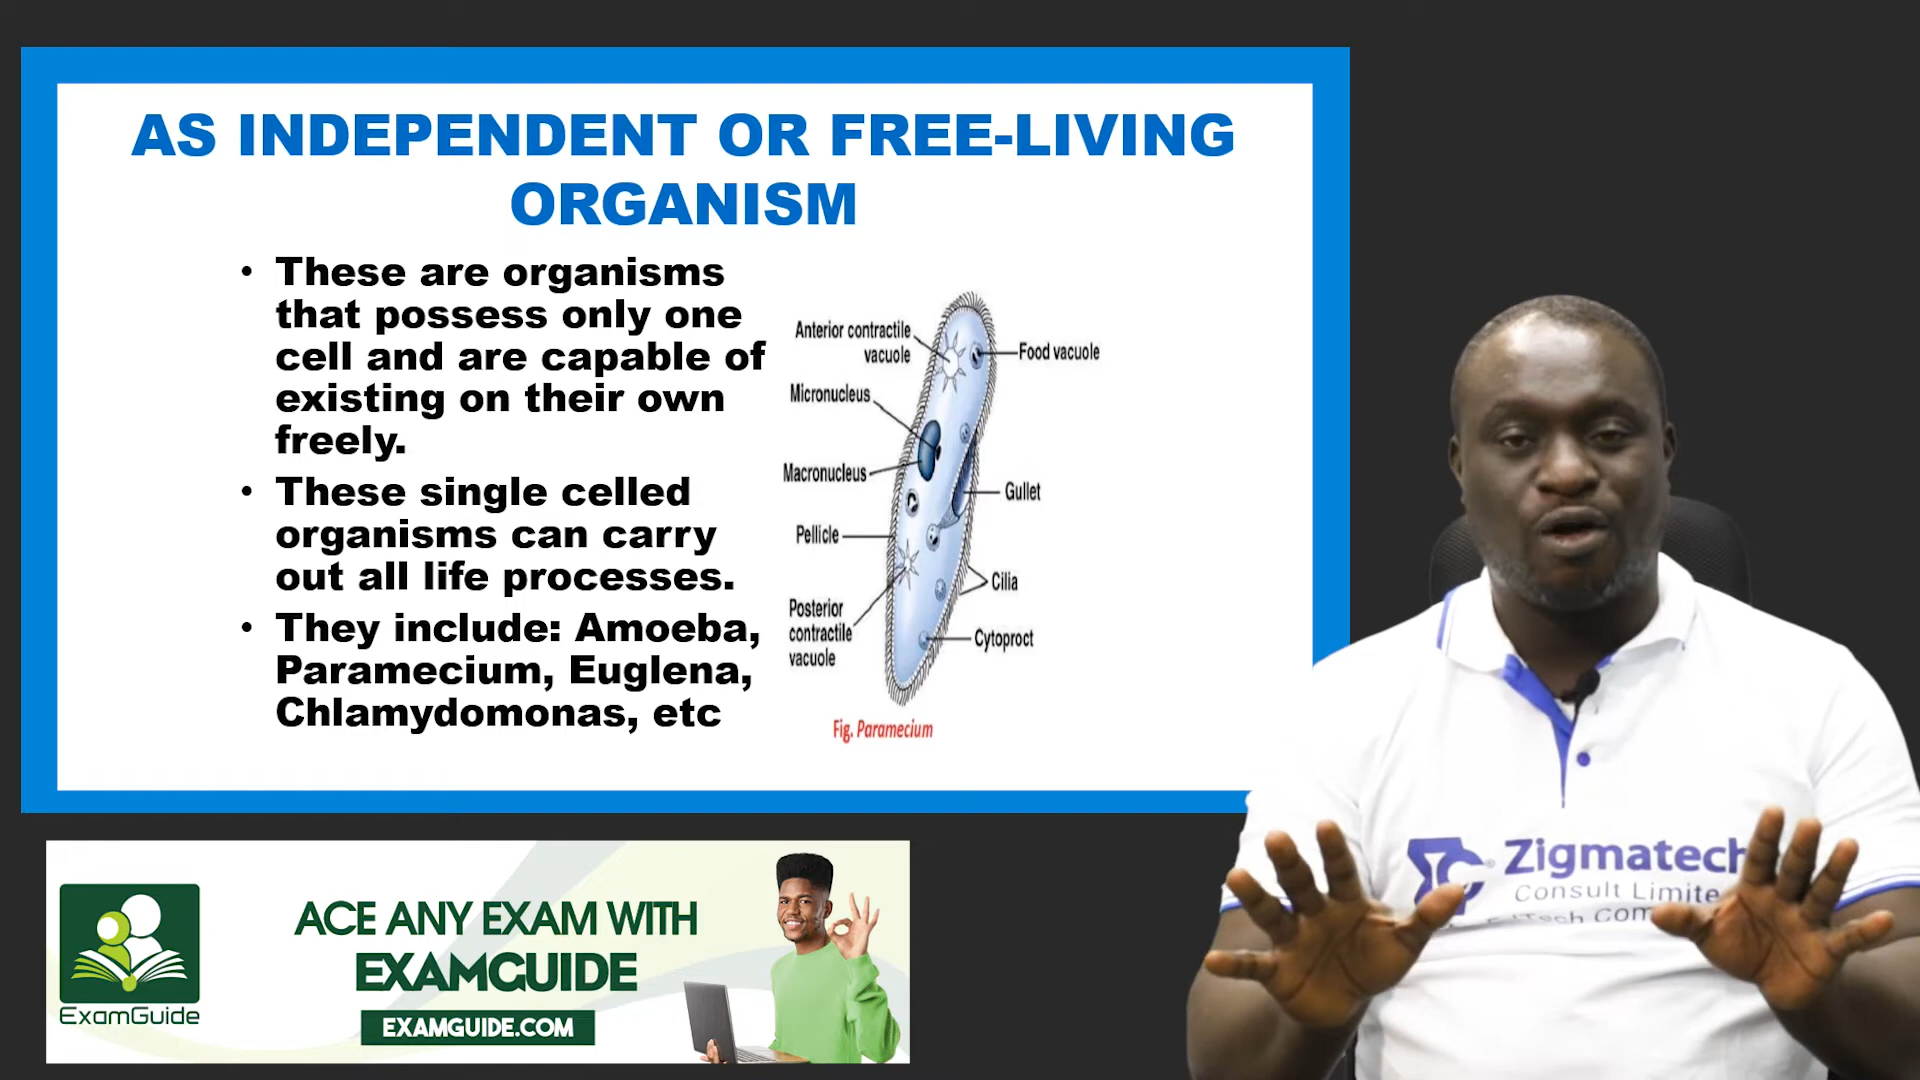 AS INDEPENDENT OR FREE-LIVING
ORGANISM
• These are organisms
that possess only one
cell and are capable of
existing on their own
freely.
• These single celled
organisms can carry
out all life processes.
• They include: Amoeba,
Paramecium, Euglena,
Chlamydomonas, etc
Anterior contractile
vacuole
Food vacuole
Micronucleus
Macronucleus
Gullet
Pellicle
Cilia
Posterior
contractile
vacuole
Cytoproct
Fig. Paramecium
ExamGuide
ACE ANY EXAM WITH
EXAMGUIDE
EXAMGUIDE.COM
Zigmatech
Consult Limite